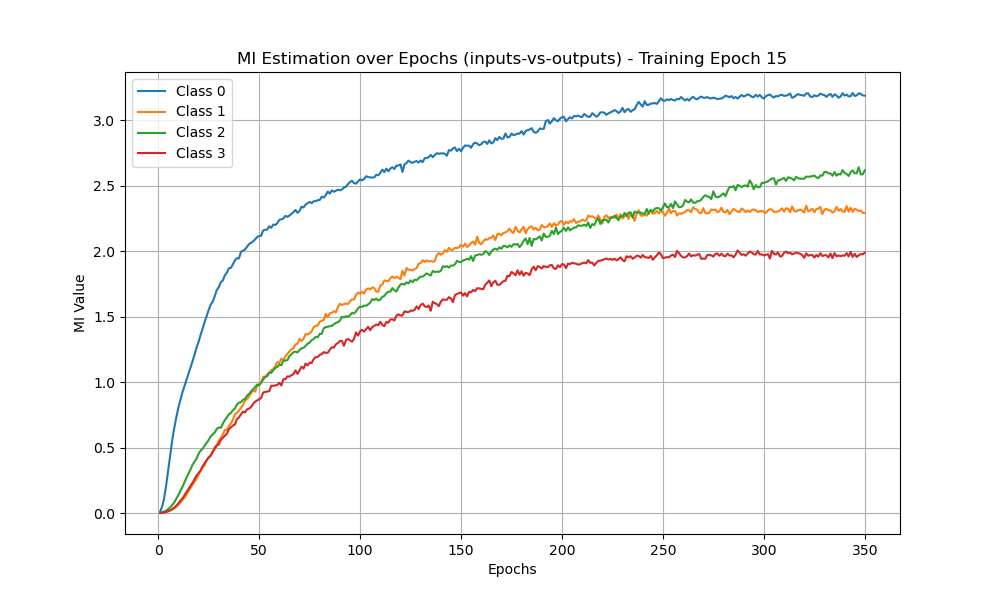 MI Estimation over Epochs (inputs-vs-outputs) - Training Epoch 15
Class 0
Class 1
Class 2
Class 3
3.0
2.5
2.0
1.5
1.0
0.5
0.0
MI Value
0 50 100 150 200 250 300 350
Epochs